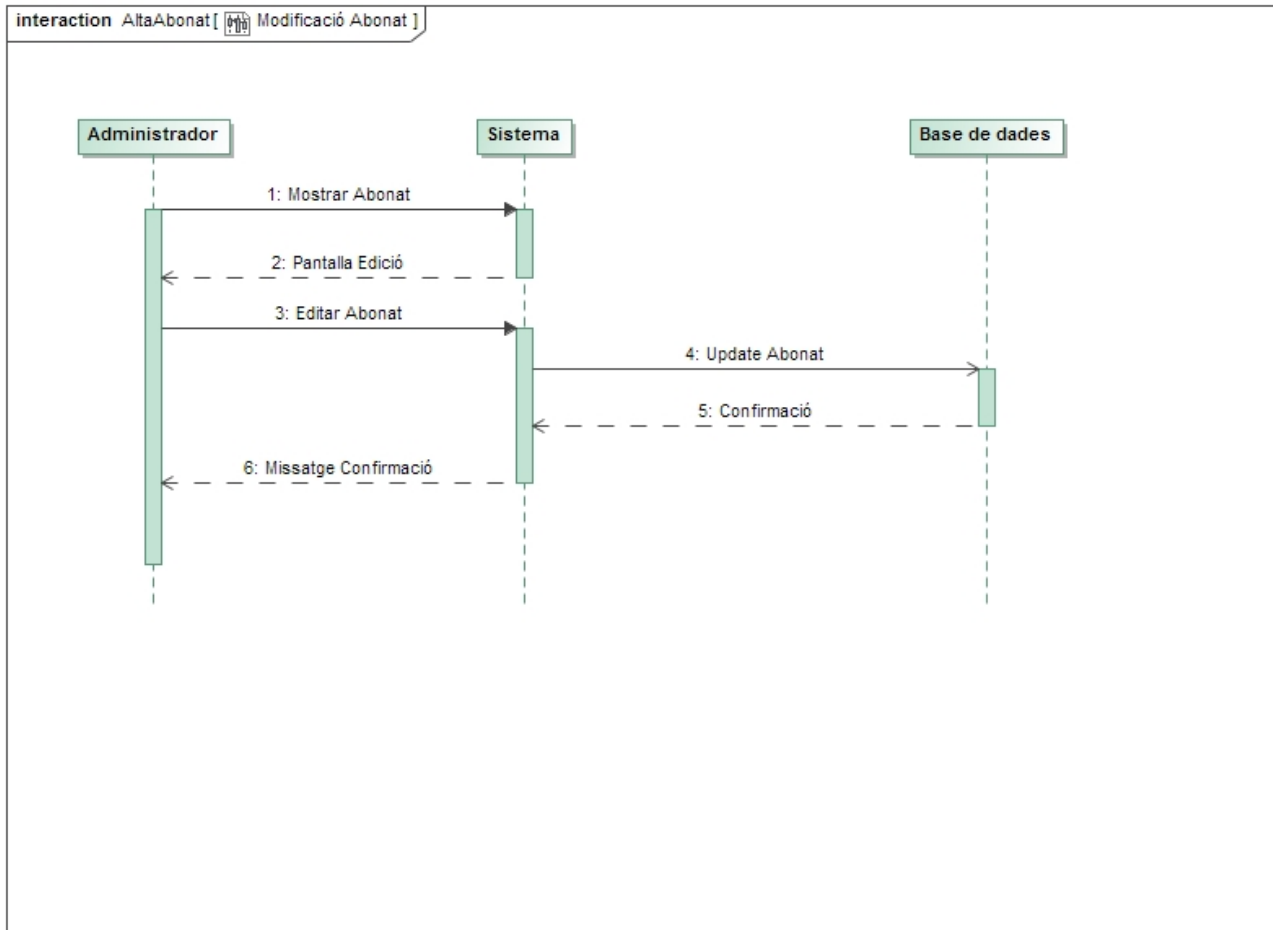 interaction AltaAbonat[ Modificació Abonat ]
Administrador
Sistema
Base de dades
1: Mostrar Abonat
2: Pantalla Edició
3: Editar Abonat
4: Update Abonat
5: Confirmació
6: Missatge Confirmació